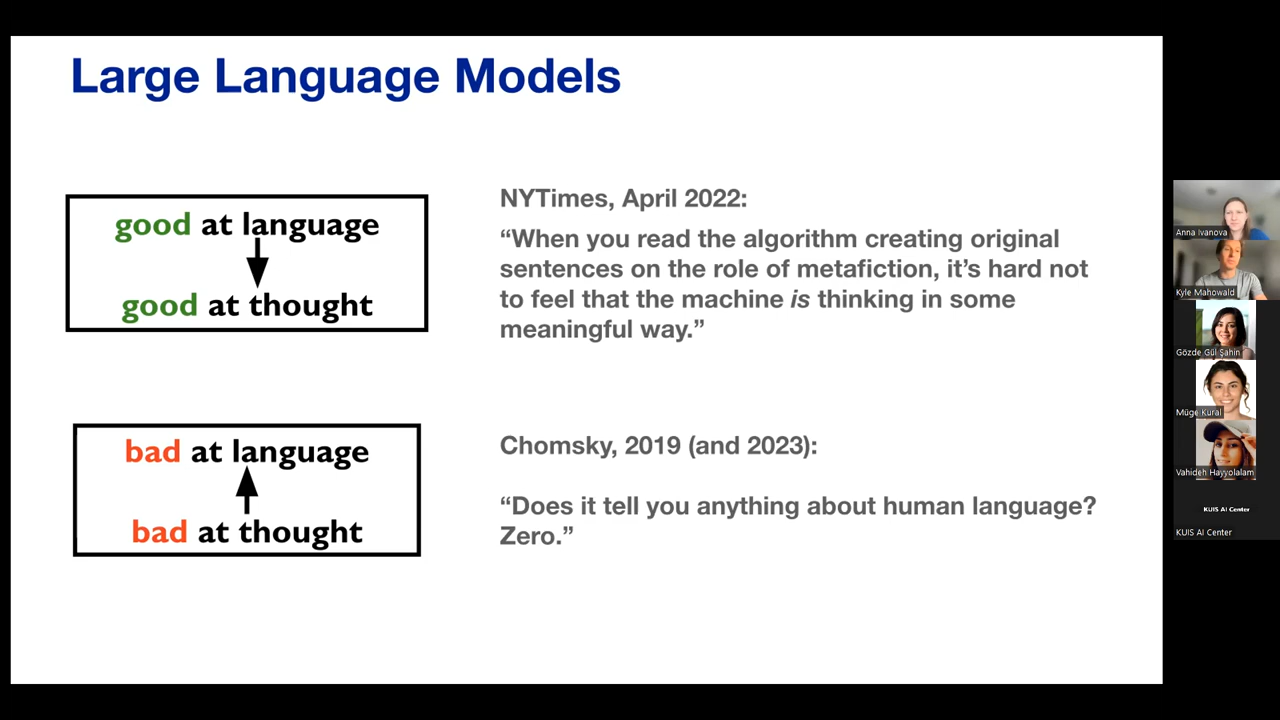 Large Language Models
good at language
good at thought
NYTimes, April 2022:
“When you read the algorithm creating original
sentences on the role of metafiction, it’s hard not
to feel that the machine is thinking in some
meaningful way.”
bad at language
bad at thought
Chomsky, 2019 (and 2023):
“Does it tell you anything about human language?
Zero.”
Anna Ivanova
Kyle Mahowald
Gözde Gül Şahin
Müge Kural
Vahideh Hayyolalam
KUIS AI Center
KUIS AI Center